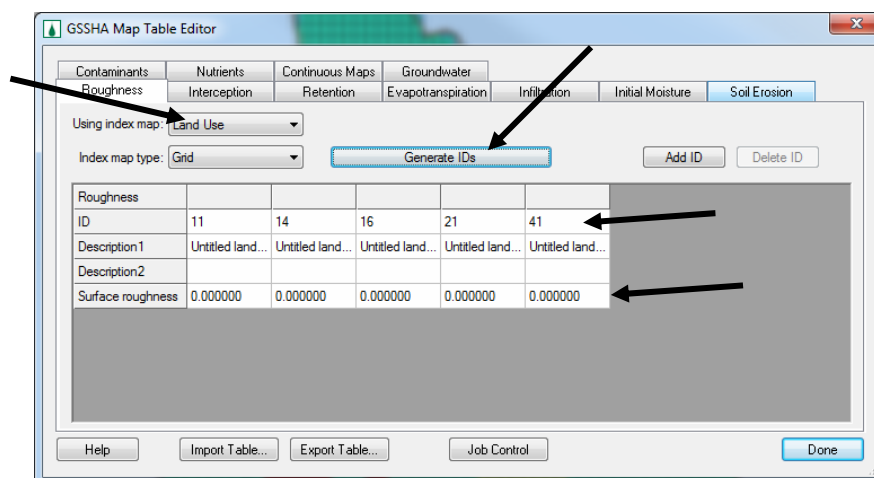 GSSHA Map Table Editor
Contaminants Nutrients Continuous Maps Groundwater
Roughness Interception Retention Evapotranspiration Infiltration Initial Moisture Soil Erosion
Using index map: Land Use
Index map type: Grid Generate IDs Add ID Delete ID
Roughness
ID 11 14 16 21 41
Description1 Untitled land... Untitled land... Untitled land... Untitled land... Untitled land...
Description2
Surface roughness 0.000000 0.000000 0.000000 0.000000 0.000000
Help Import Table... Export Table... Job Control Done